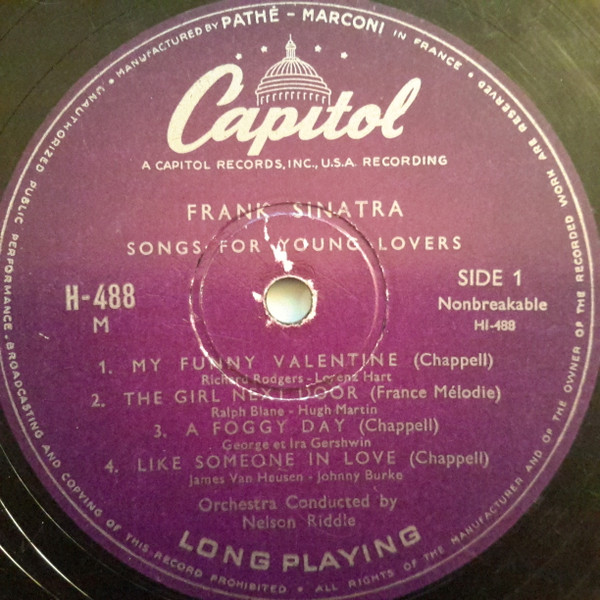 MANUFACTURED BY PATHÉ - MARCONI IN FRANCE •
Capitol
A CAPITOL RECORDS, INC., U.S.A. RECORDING
FRANK SINATRA
SONGS FOR YOUNG LOVERS
H-488
M
SIDE 1
Nonbreakable
HI-488
1. MY FUNNY VALENTINE (Chappell)
Richard Rodgers - Lorenz Hart
2. THE GIRL NEXT DOOR (France Mélodie)
Ralph Blane - Hugh Martin
3. A FOGGY DAY (Chappell)
George et Ira Gershwin
4. LIKE SOMEONE IN LOVE (Chappell)
James Van Heusen - Johnny Burke
Orchestra Conducted by
Nelson Riddle
LONG PLAYING
UNAUTHORIZED PUBLIC PERFORMANCE, BROADCASTING AND COPYING OF THIS RECORD PROHIBITED • ALL RIGHTS OF THE MANUFACTURER AND OF THE OWNER OF THE RECORDED WORK ARE RESERVED